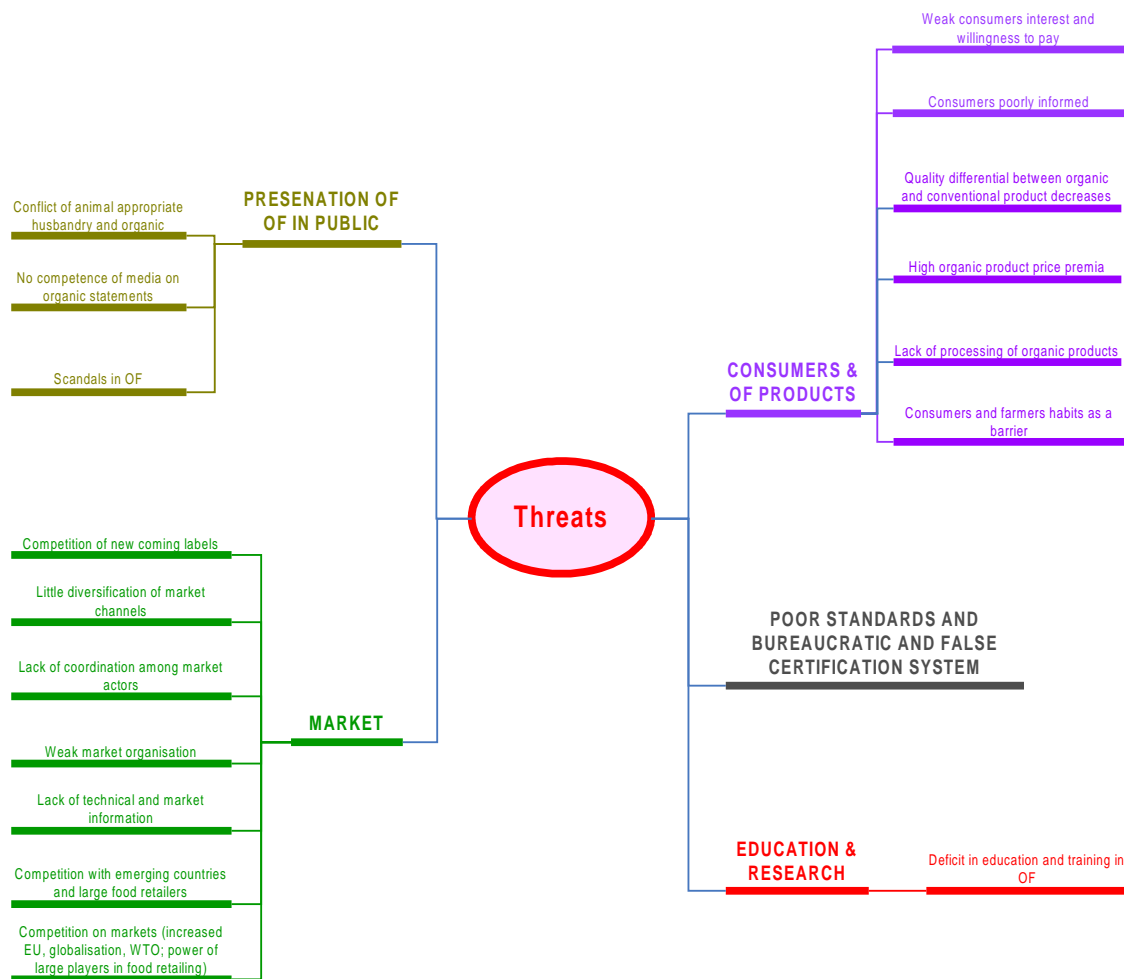 Weak consumers interest and
willingness to pay
Consumers poorly informed
Quality differential between organic
and conventional product decreases
High organic product price premia
Lack of processing of organic products
Consumers and farmers habits as a
barrier
CONSUMERS &
OF PRODUCTS
PRESENATION OF
OF IN PUBLIC
Conflict of animal appropriate
husbandry and organic
No competence of media on
organic statements
Scandals in OF
Threats
Competition of new coming labels
Little diversification of market
channels
Lack of coordination among market
actors
Weak market organisation
Lack of technical and market
information
Competition with emerging countries
and large food retailers
Competition on markets (increased
EU, globalisation, WTO; power of
large players in food retailing)
MARKET
POOR STANDARDS AND
BUREAUCRATIC AND FALSE
CERTIFICATION SYSTEM
EDUCATION &
RESEARCH
Deficit in education and training in
OF